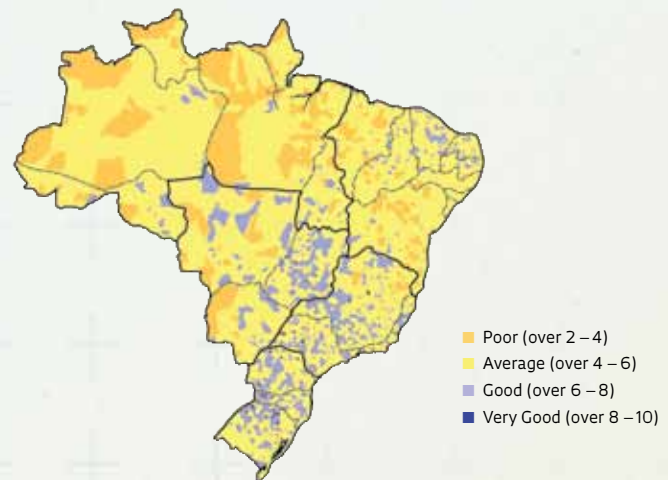 Poor (over 2 – 4)
Average (over 4 – 6)
Good (over 6 – 8)
Very Good (over 8 –10)